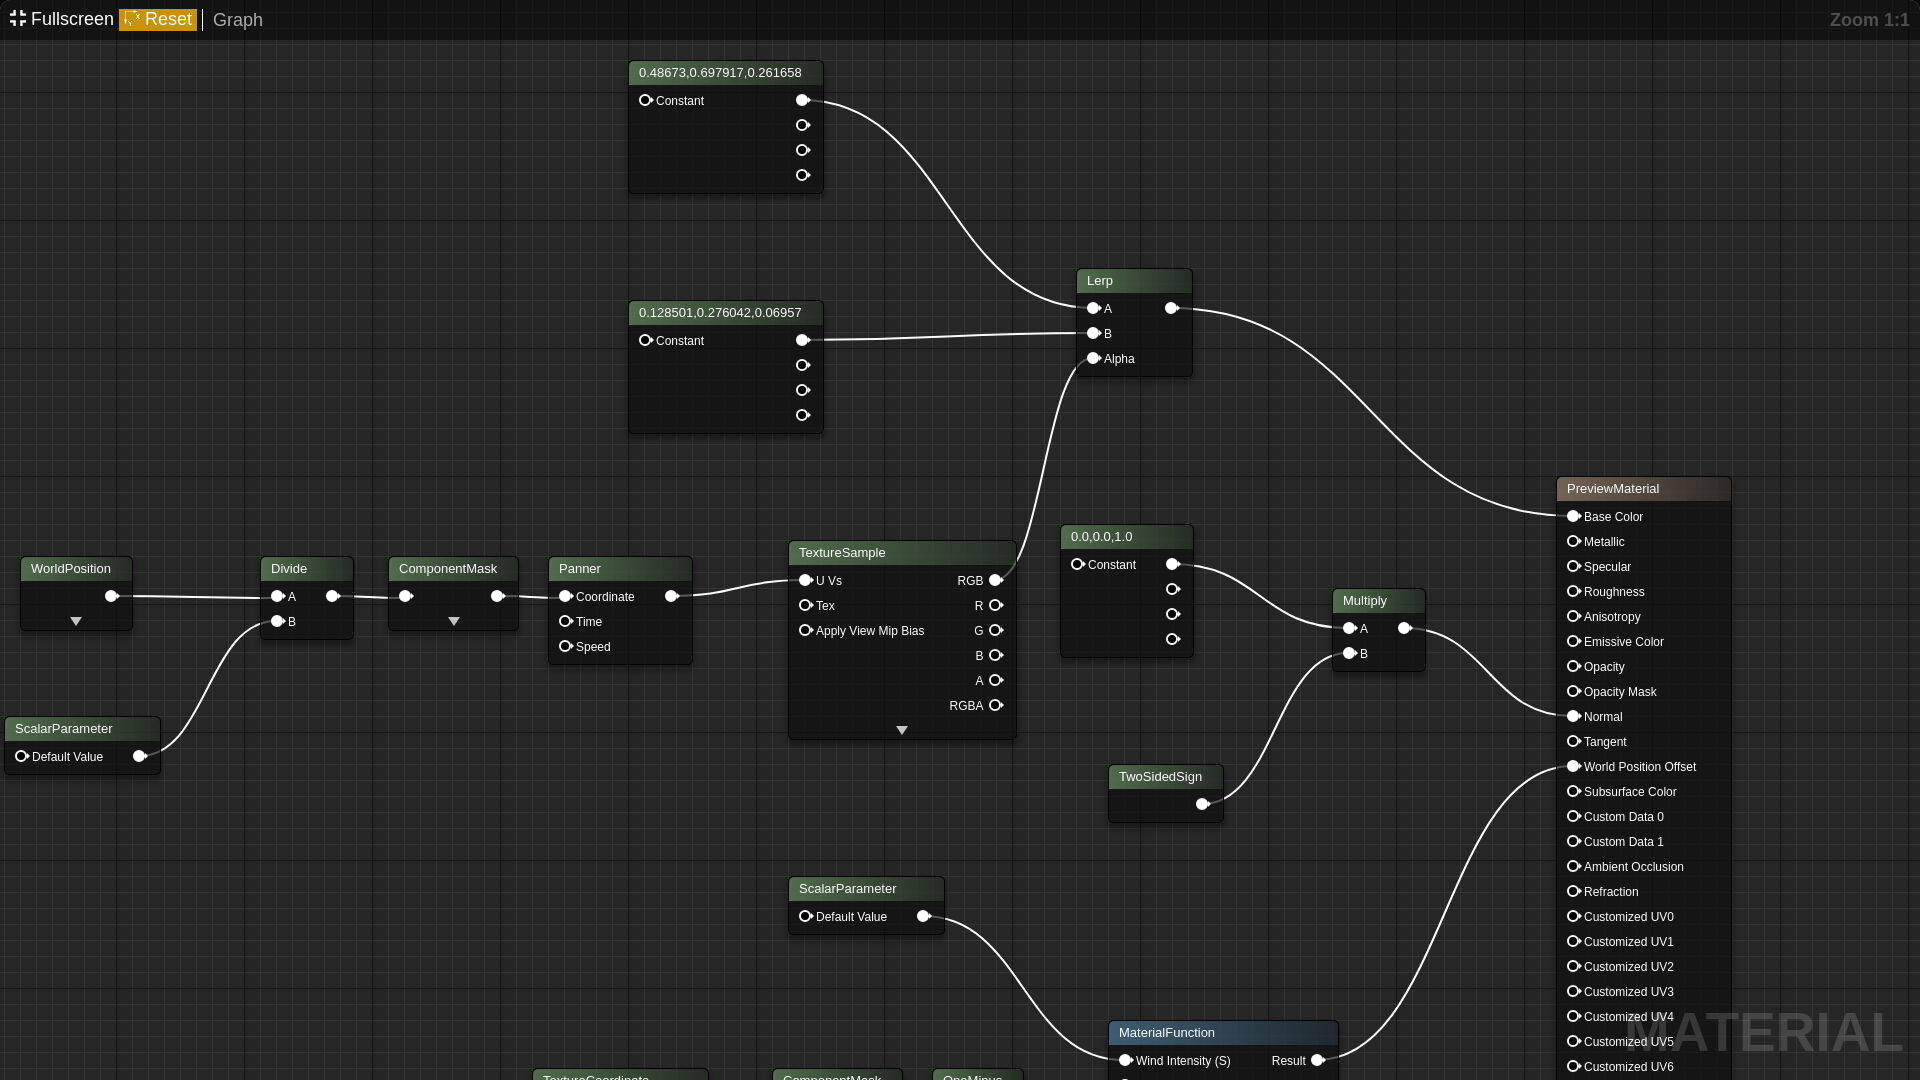 Fullscreen Reset Graph
Zoom 1:1
0.48673,0.697917,0.261658
Constant
Lerp
A
B
Alpha
0.128501,0.276042,0.06957
Constant
PreviewMaterial
Base Color
Metallic
Specular
Roughness
Anisotropy
Emissive Color
Opacity
Opacity Mask
Normal
Tangent
World Position Offset
Subsurface Color
Custom Data 0
Custom Data 1
Ambient Occlusion
Refraction
Customized UV0
Customized UV1
Customized UV2
Customized UV3
Customized UV4
Customized UV5
Customized UV6
WorldPosition
Divide
A
B
ComponentMask
Panner
Coordinate
Time
Speed
TextureSample
U Vs RGB
Tex R
Apply View Mip Bias G
B
A
RGBA
0.0,0.0,1.0
Constant
Multiply
A
B
ScalarParameter
Default Value
TwoSidedSign
ScalarParameter
Default Value
MaterialFunction
Wind Intensity (S) Result
TextureCoordinate
ComponentMask
OneMinus
MATERIAL